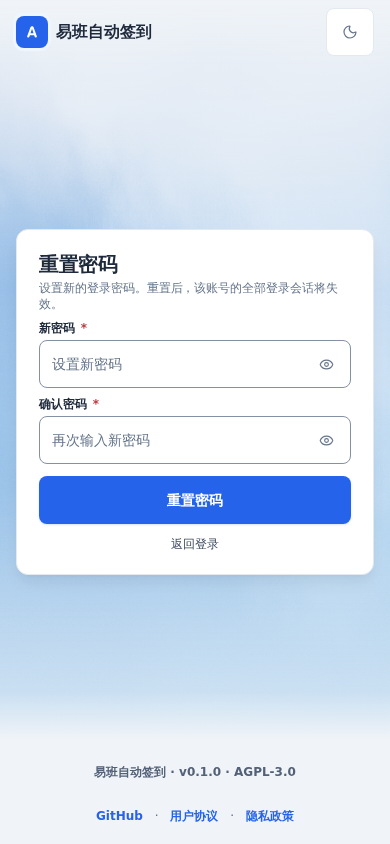 A 易班自动签到
重置密码
设置新的登录密码。重置后，该账号的全部登录会话将失
效。
新密码 *
设置新密码
确认密码 *
再次输入新密码
重置密码
返回登录
易班自动签到 · v0.1.0 · AGPL-3.0
GitHub · 用户协议 · 隐私政策